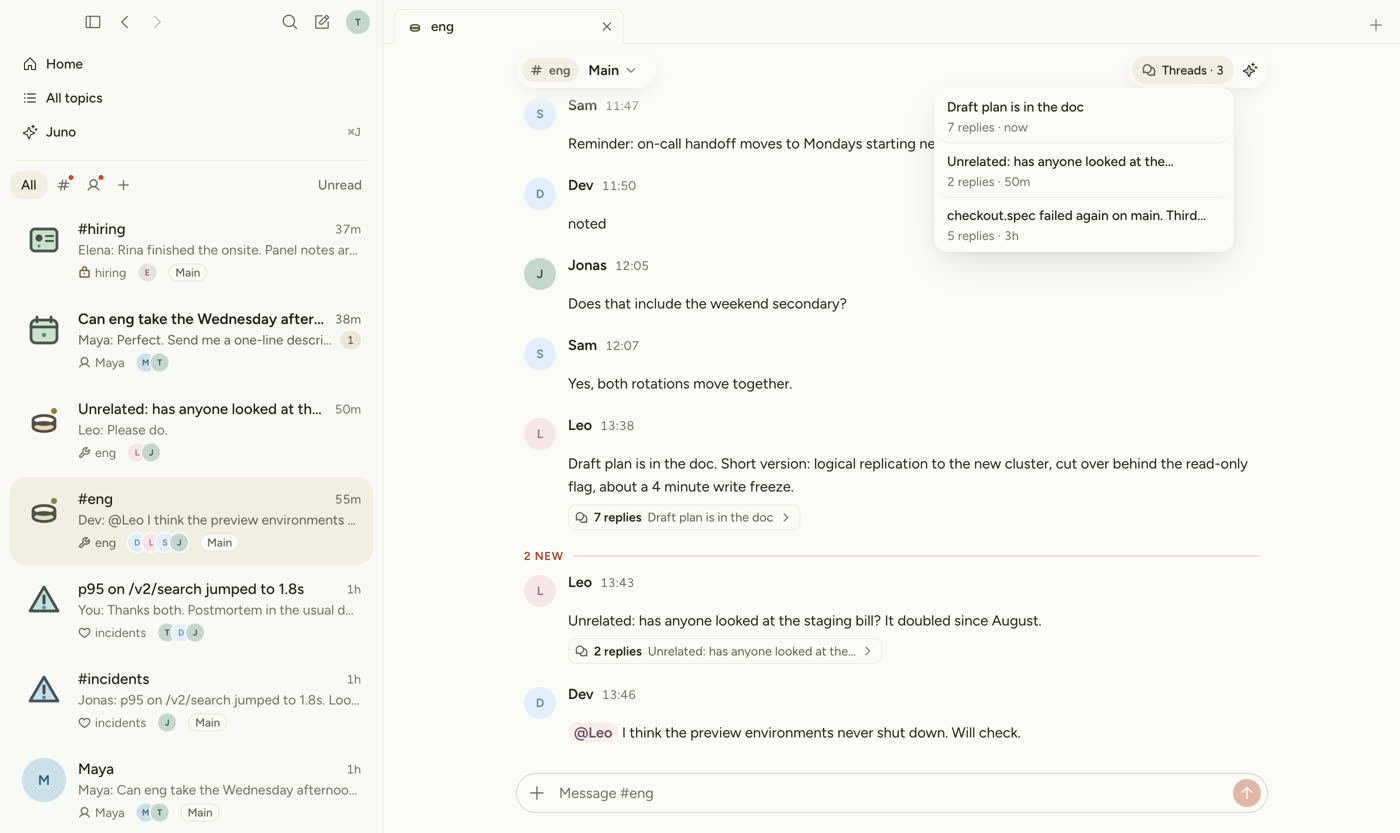 T
Home
All topics
Juno ⌘J
All # + Unread
#hiring 37m
Elena: Rina finished the onsite. Panel notes ar...
hiring E Main
Can eng take the Wednesday after... 38m
Maya: Perfect. Send me a one-line descri... 1
Maya M T
Unrelated: has anyone looked at th... 50m
Leo: Please do.
eng L J
#eng 55m
Dev: @Leo I think the preview environments ...
eng D L S J Main
p95 on /v2/search jumped to 1.8s 1h
You: Thanks both. Postmortem in the usual d...
incidents T D J
#incidents 1h
Jonas: p95 on /v2/search jumped to 1.8s. Loo...
incidents J Main
M
Maya 1h
Maya: Can eng take the Wednesday afternoo...
Maya M T Main
eng
# eng Main
Threads · 3
Draft plan is in the doc
7 replies · now
Unrelated: has anyone looked at the...
2 replies · 50m
checkout.spec failed again on main. Third...
5 replies · 3h
S
Sam 11:47
Reminder: on-call handoff moves to Mondays starting
D
Dev 11:50
noted
J
Jonas 12:05
Does that include the weekend secondary?
S
Sam 12:07
Yes, both rotations move together.
L
Leo 13:38
Draft plan is in the doc. Short version: logical replication to the new cluster, cut over behind the read-only
flag, about a 4 minute write freeze.
7 replies Draft plan is in the doc
2 NEW
L
Leo 13:43
Unrelated: has anyone looked at the staging bill? It doubled since August.
2 replies Unrelated: has anyone looked at the...
D
Dev 13:46
@Leo I think the preview environments never shut down. Will check.
Message #eng